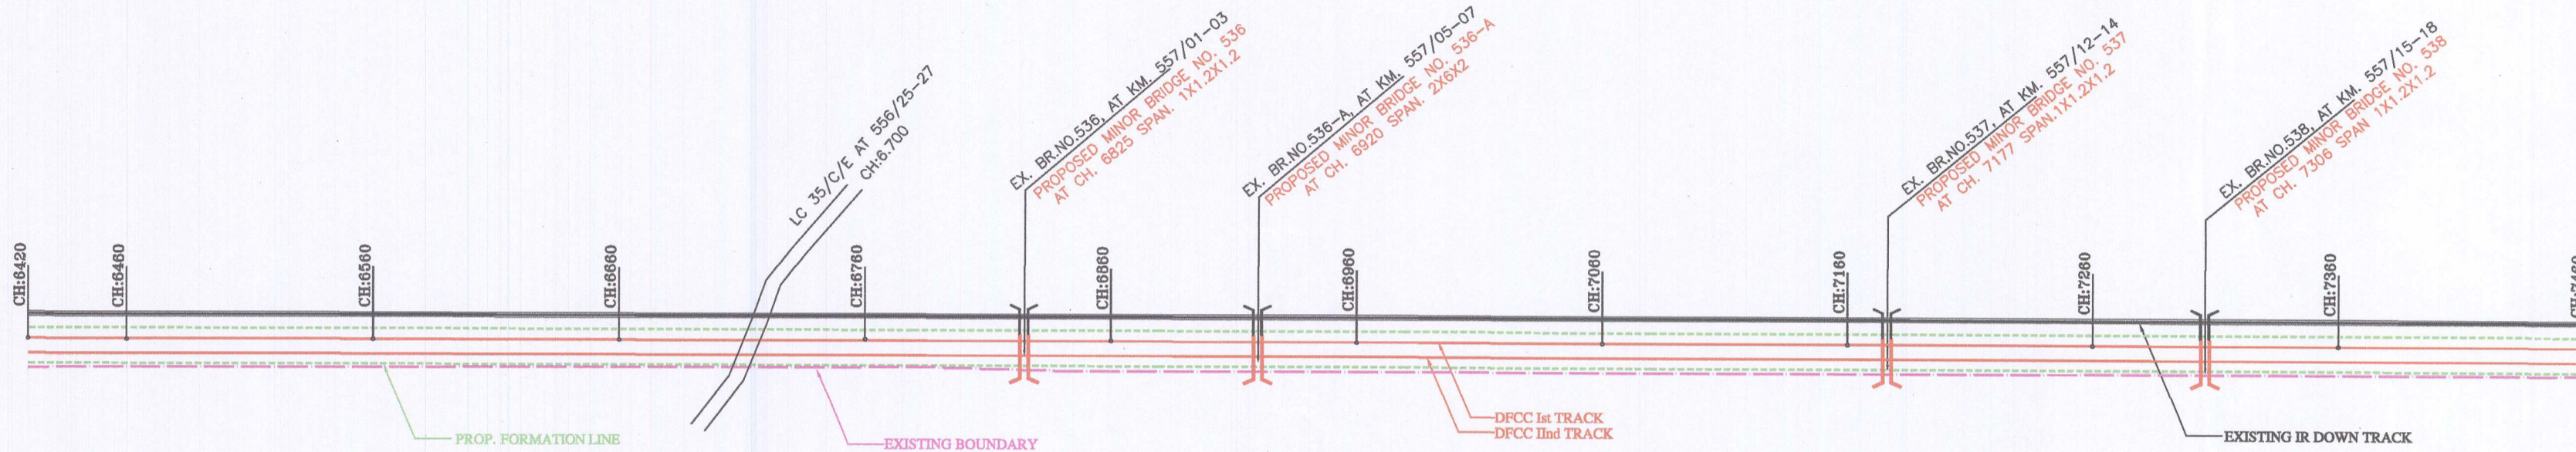 LC 35/C/E AT 556/25-27
CH:6.700
EX. BR.NO.536, AT KM. 557/01-03
PROPOSED MINOR BRIDGE NO. 536
AT CH. 6825 SPAN. 1X1.2X1.2
EX. BR.NO.536-A, AT KM. 557/05-07
PROPOSED MINOR BRIDGE NO. 536-A
AT CH. 6920 SPAN. 2X6X2
EX. BR.NO.537, AT KM. 557/12-14
PROPOSED MINOR BRIDGE NO. 537
AT CH. 7177 SPAN.1X1.2X1.2
EX. BR.NO.538, AT KM. 557/15-18
PROPOSED MINOR BRIDGE NO. 538
AT CH. 7306 SPAN 1X1.2X1.2
CH:6420
CH:6460
CH:6560
CH:6660
CH:6760
CH:6860
CH:6960
CH:7060
CH:7160
CH:7260
CH:7360
PROP. FORMATION LINE
EXISTING BOUNDARY
DFCC Ist TRACK
DFCC IInd TRACK
EXISTING IR DOWN TRACK